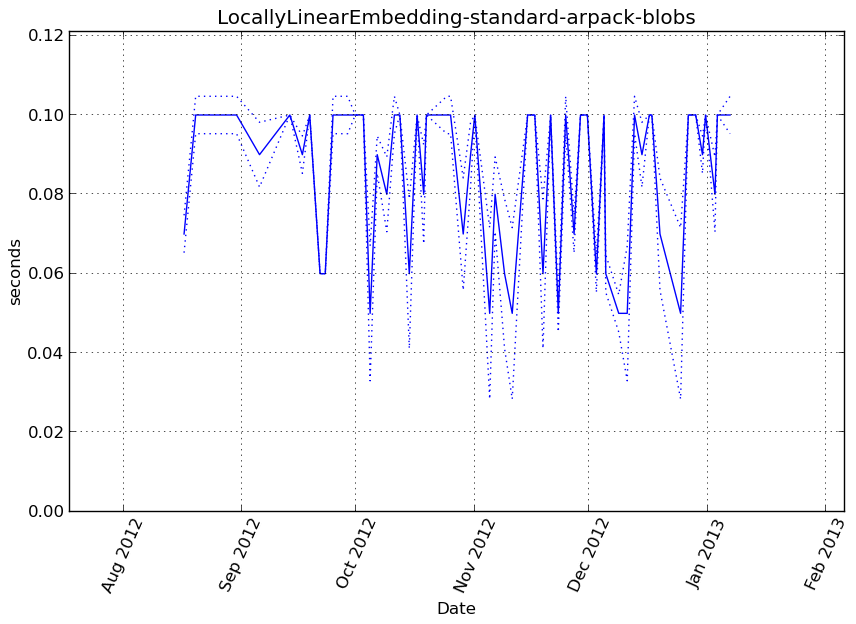 LocallyLinearEmbedding-standard-arpack-blobs
0.12
0.10
0.08
0.06
0.04
0.02
0.00
seconds
Aug 2012
Sep 2012
Oct 2012
Nov 2012
Dec 2012
Jan 2013
Feb 2013
Date